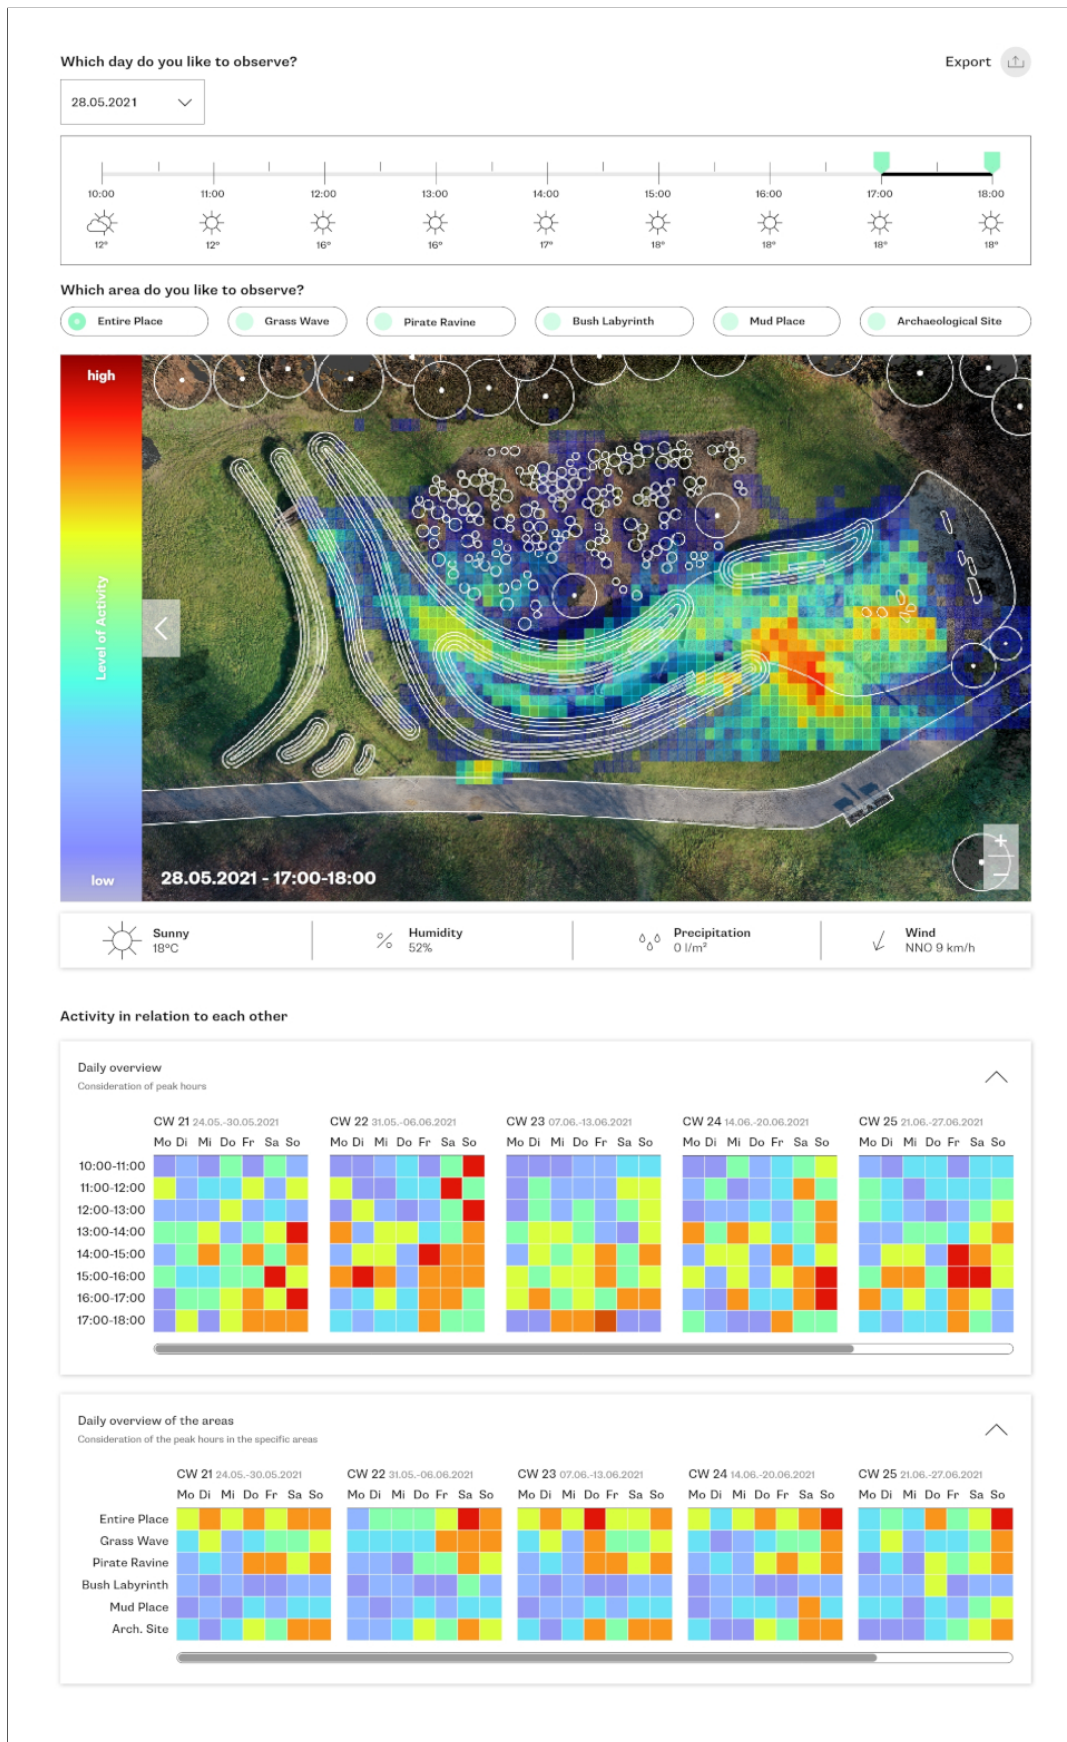 Which day do you like to observe?
Export
28.05.2021
10:00 11:00 12:00 13:00 14:00 15:00 16:00 17:00 18:00
12° 12° 16° 16° 17° 18° 18° 18° 18°
Which area do you like to observe?
Entire Place Grass Wave Pirate Ravine Bush Labyrinth Mud Place Archaeological Site
high
Level of Activity
low
28.05.2021 - 17:00-18:00
+
−
Sunny
18°C
%
Humidity
52%
Precipitation
0 l/m²
Wind
NNO 9 km/h
Activity in relation to each other
Daily overview
Consideration of peak hours
CW 21 24.05.-30.05.2021 CW 22 31.05.-06.06.2021 CW 23 07.06.-13.06.2021 CW 24 14.06.-20.06.2021 CW 25 21.06.-27.06.2021
Mo Di Mi Do Fr Sa So Mo Di Mi Do Fr Sa So Mo Di Mi Do Fr Sa So Mo Di Mi Do Fr Sa So Mo Di Mi Do Fr Sa So
10:00-11:00
11:00-12:00
12:00-13:00
13:00-14:00
14:00-15:00
15:00-16:00
16:00-17:00
17:00-18:00
Daily overview of the areas
Consideration of the peak hours in the specific areas
CW 21 24.05.-30.05.2021 CW 22 31.05.-06.06.2021 CW 23 07.06.-13.06.2021 CW 24 14.06.-20.06.2021 CW 25 21.06.-27.06.2021
Mo Di Mi Do Fr Sa So Mo Di Mi Do Fr Sa So Mo Di Mi Do Fr Sa So Mo Di Mi Do Fr Sa So Mo Di Mi Do Fr Sa So
Entire Place
Grass Wave
Pirate Ravine
Bush Labyrinth
Mud Place
Arch. Site